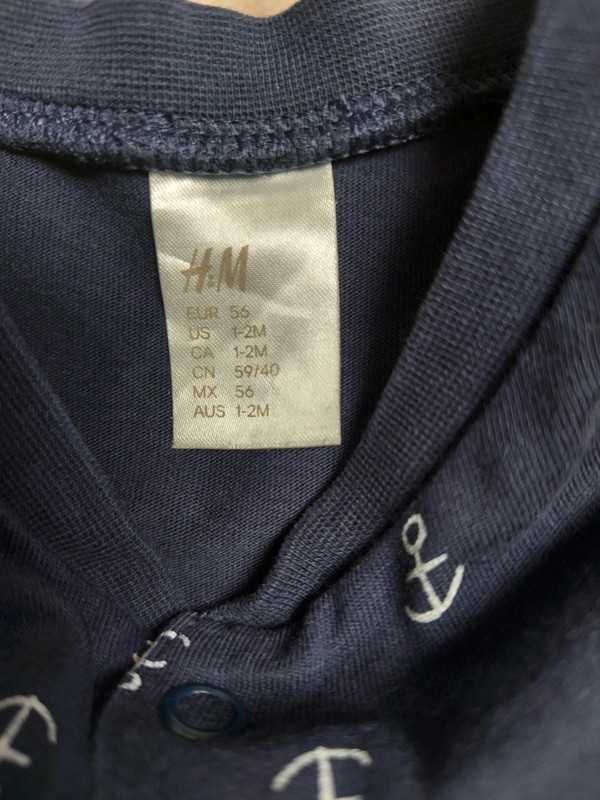 H&M
EUR 56
US 1-2M
CA 1-2M
CN 59/40
MX 56
AUS 1-2M